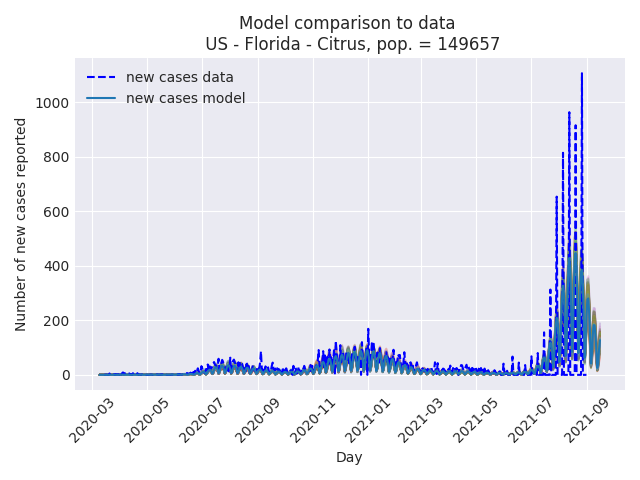 Model comparison to data
US - Florida - Citrus, pop. = 149657
new cases data
new cases model
Number of new cases reported
1000
800
600
400
200
0
2020-03
2020-05
2020-07
2020-09
2020-11
2021-01
2021-03
2021-05
2021-07
2021-09
Day